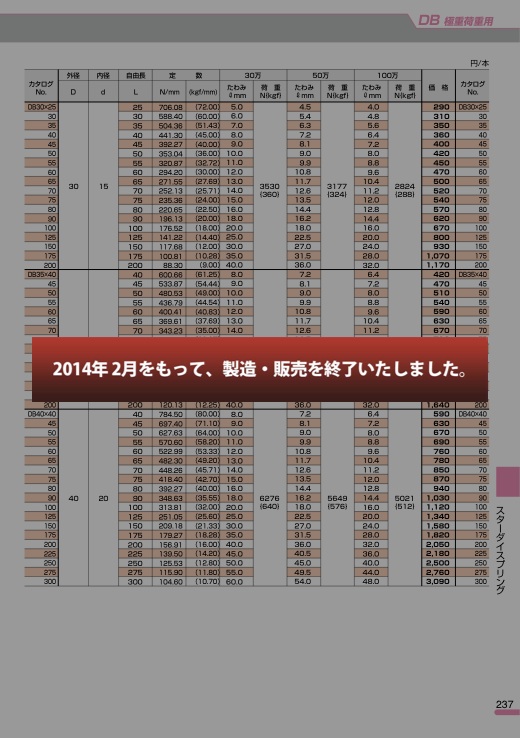 DB 極重荷重用
円/本
カタログ No. 外径 D 内径 d 自由長 L 定 数 N/mm (kgf/mm) 30万 たわみ ℓmm 荷 重 N(kgf) 50万 たわみ ℓmm 荷 重 N(kgf) 100万 たわみ ℓmm 荷 重 N(kgf) 価 格 カタログ No.
DB30×25 25 706.08 (72.00) 5.0 4.5 4.0 290 DB30×25
30 30 588.40 (60.00) 6.0 5.4 4.8 310 30
35 35 504.36 (51.43) 7.0 6.3 5.6 350 35
40 40 441.30 (45.00) 8.0 7.2 6.4 360 40
45 45 392.27 (40.00) 9.0 8.1 7.2 400 45
50 50 353.04 (36.00) 10.0 9.0 8.0 420 50
55 55 320.87 (32.72) 11.0 9.9 8.8 450 55
60 60 294.20 (30.00) 12.0 10.8 9.6 470 60
65 65 271.55 (27.69) 13.0 11.7 10.4 500 65
70 30 15 70 252.13 (25.71) 14.0 3530 (360) 12.6 3177 (324) 11.2 2824 (288) 520 70
75 75 235.36 (24.00) 15.0 13.5 12.0 540 75
80 80 220.65 (22.50) 16.0 14.4 12.8 570 80
90 90 196.13 (20.00) 18.0 16.2 14.4 620 90
100 100 176.52 (18.00) 20.0 18.0 16.0 670 100
125 125 141.22 (14.40) 25.0 22.5 20.0 800 125
150 150 117.68 (12.00) 30.0 27.0 24.0 930 150
175 175 100.81 (10.28) 35.0 31.5 28.0 1,070 175
200 200 88.30 (9.00) 40.0 36.0 32.0 1,170 200
DB35×40 40 600.66 (61.25) 8.0 7.2 6.4 420 DB35×40
45 45 533.87 (54.44) 9.0 8.1 7.2 470 45
50 50 480.53 (49.00) 10.0 9.0 8.0 510 50
55 55 436.79 (44.54) 11.0 9.9 8.8 540 55
60 60 400.41 (40.83) 12.0 10.8 9.6 590 60
65 65 369.61 (37.69) 13.0 11.7 10.4 630 65
70 70 343.23 (35.00) 14.0 12.6 11.2 670 70
2014年 2月をもって、製造・販売を終了いたしました。
200 200 120.13 (12.25) 40.0 36.0 32.0 1,640 200
DB40×40 40 784.50 (80.00) 8.0 7.2 6.4 590 DB40×40
45 45 697.40 (71.10) 9.0 8.1 7.2 630 45
50 50 627.63 (64.00) 10.0 9.0 8.0 670 50
55 55 570.60 (58.20) 11.0 9.9 8.8 690 55
60 60 522.99 (53.33) 12.0 10.8 9.6 760 60
65 65 482.30 (49.20) 13.0 11.7 10.4 780 65
70 70 448.26 (45.71) 14.0 12.6 11.2 850 70
75 75 418.40 (42.70) 15.0 13.5 12.0 870 75
80 80 392.27 (40.00) 16.0 14.4 12.8 940 80
90 40 20 90 348.63 (35.55) 18.0 6276 (640) 16.2 5649 (576) 14.4 5021 (512) 1,030 90
100 100 313.81 (32.00) 20.0 18.0 16.0 1,120 100
125 125 251.05 (25.60) 25.0 22.5 20.0 1,340 125
150 150 209.18 (21.33) 30.0 27.0 24.0 1,580 150
175 175 179.27 (18.28) 35.0 31.5 28.0 1,820 175
200 200 156.91 (16.00) 40.0 36.0 32.0 2,050 200
225 225 139.50 (14.20) 45.0 40.5 36.0 2,180 225
250 250 125.53 (12.80) 50.0 45.0 40.0 2,500 250
275 275 115.90 (11.80) 55.0 49.5 44.0 2,760 275
300 300 104.60 (10.70) 60.0 54.0 48.0 3,090 300
スターダイスプリング
237